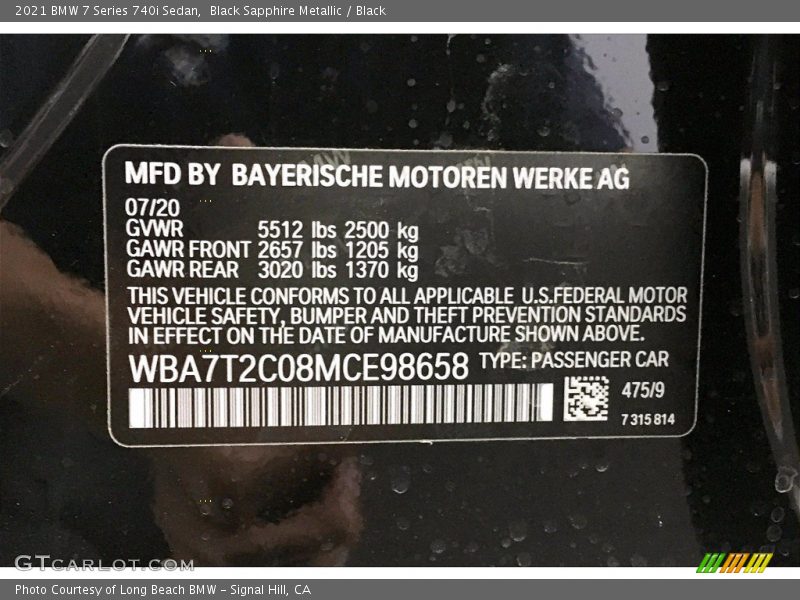 2021 BMW 7 Series 740i Sedan,  Black Sapphire Metallic / Black
MFD BY BAYERISCHE MOTOREN WERKE AG
07/20
GVWR 5512 lbs 2500 kg
GAWR FRONT 2657 lbs 1205 kg
GAWR REAR 3020 lbs 1370 kg
THIS VEHICLE CONFORMS TO ALL APPLICABLE U.S.FEDERAL MOTOR
VEHICLE SAFETY, BUMPER AND THEFT PREVENTION STANDARDS
IN EFFECT ON THE DATE OF MANUFACTURE SHOWN ABOVE.
WBA7T2C08MCE98658 TYPE: PASSENGER CAR
475/9
7 315 814
GTCARLOT.COM
Photo Courtesy of Long Beach BMW - Signal Hill, CA